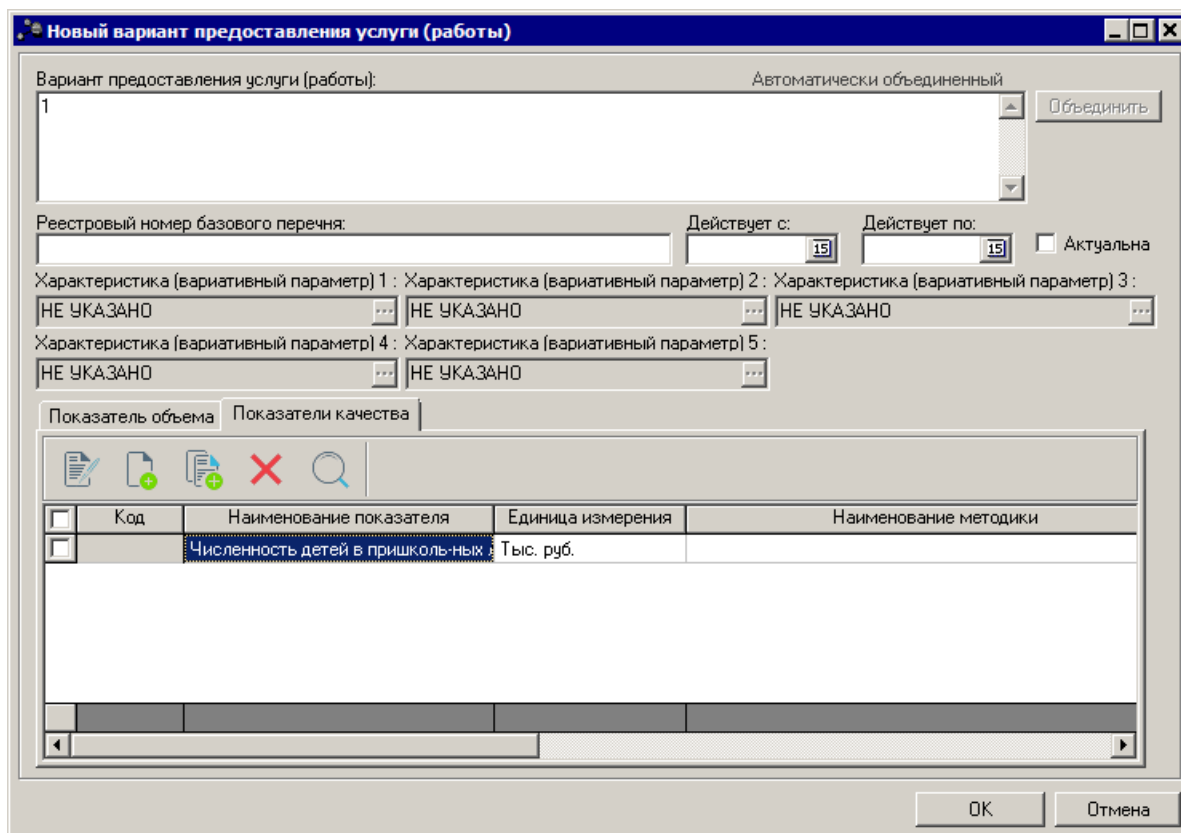 Новый вариант предоставления услуги (работы)
Вариант предоставления услуги (работы): Автоматически объединенный
1 Объединить
Реестровый номер базового перечня: Действует с: Действует по:
15 15 Актуальна
Характеристика (вариативный параметр) 1 : Характеристика (вариативный параметр) 2 : Характеристика (вариативный параметр) 3 :
НЕ УКАЗАНО ... НЕ УКАЗАНО ... НЕ УКАЗАНО ...
Характеристика (вариативный параметр) 4 : Характеристика (вариативный параметр) 5 :
НЕ УКАЗАНО ... НЕ УКАЗАНО ...
Показатель объема Показатели качества
Код Наименование показателя Единица измерения Наименование методики
Численность детей в пришколь-ных Тыс. руб.
OK Отмена